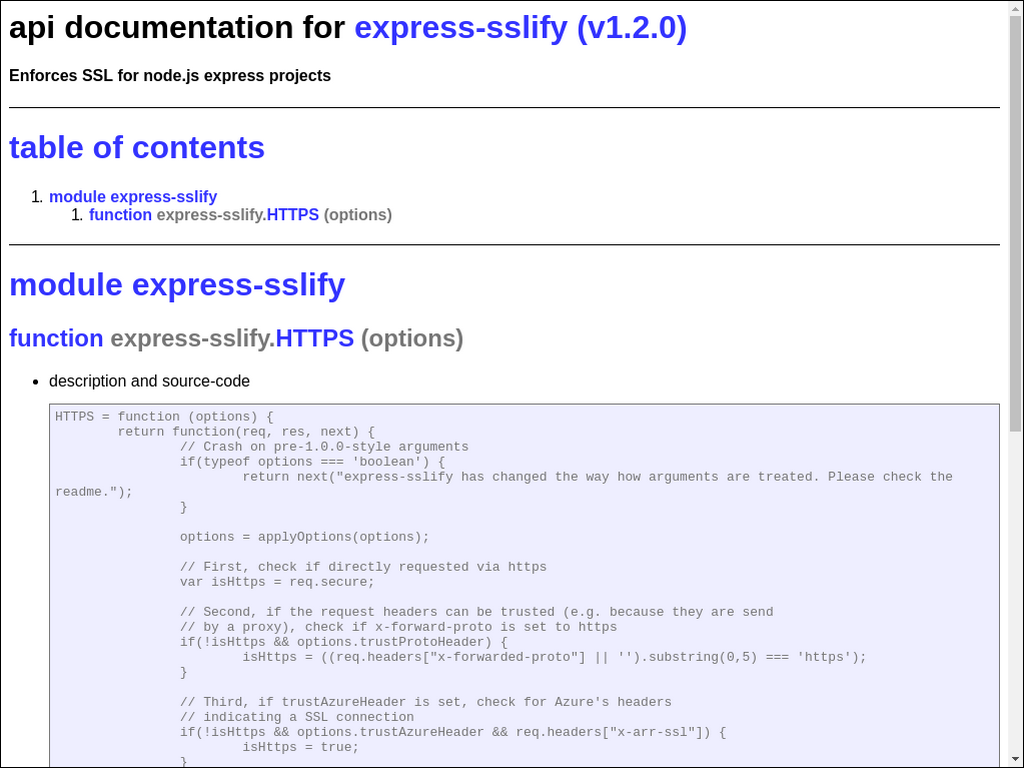 api documentation for express-sslify (v1.2.0)
Enforces SSL for node.js express projects
table of contents
1. module express-sslify
1. function express-sslify.HTTPS (options)
module express-sslify
function express-sslify.HTTPS (options)
• description and source-code
HTTPS = function (options) {
return function(req, res, next) {
// Crash on pre-1.0.0-style arguments
if(typeof options === 'boolean') {
return next("express-sslify has changed the way how arguments are treated. Please check the
readme.");
}
options = applyOptions(options);
// First, check if directly requested via https
var isHttps = req.secure;
// Second, if the request headers can be trusted (e.g. because they are send
// by a proxy), check if x-forward-proto is set to https
if(!isHttps && options.trustProtoHeader) {
isHttps = ((req.headers["x-forwarded-proto"] || '').substring(0,5) === 'https');
}
// Third, if trustAzureHeader is set, check for Azure's headers
// indicating a SSL connection
if(!isHttps && options.trustAzureHeader && req.headers["x-arr-ssl"]) {
isHttps = true;
}